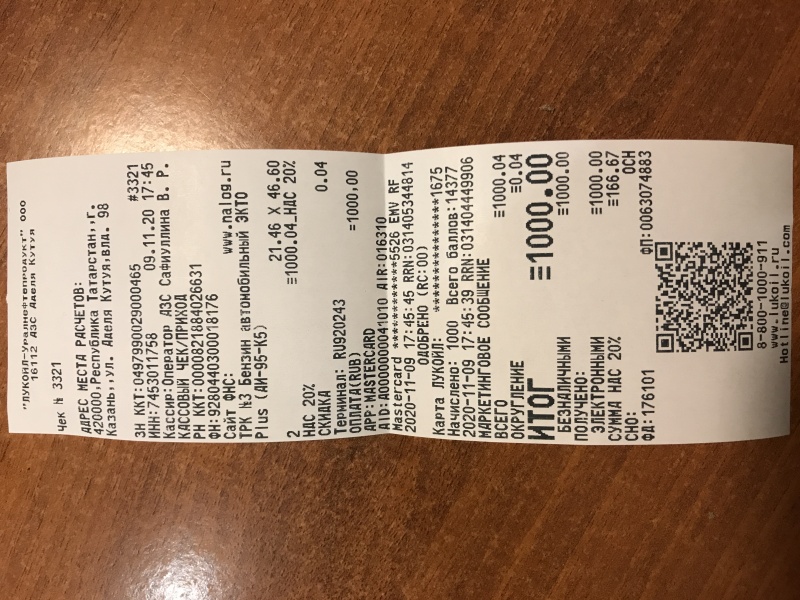 "ЛУКОЙЛ-Уралнефтепродукт" ООО
16112 АЗС Аделя Кутуя
Чек № 3321
АДРЕС МЕСТА РАСЧЕТОВ:
420000,Республика Татарстан,,г.
Казань,,ул. Аделя Кутуя,вла. 98
#3321
ЗН ККТ:0497990029000465
ИНН:7453011758 09.11.20 17:45
Кассир:Оператор АЗС Сафиуллина В. Р.
КАССОВЫЙ ЧЕК/ПРИХОД
РН ККТ:0000821884026631
ФН:9280440300018176
Сайт ФНС: www.nalog.ru
ТРК №3 Бензин автомобильный ЭКТО
Plus (АИ-95-К5)
21.46 X 46.60
2 ≡1000.04_НДС 20%
НДС 20%
СКИДКА 0.04
Терминал: RU920243
ОПЛАТА(RUB) =1000,00
APP:MASTERCARD
AID:A0000000041010 AIR:016310
Mastercard ************5526 EMV RF
2020-11-09 17:45:45 RRN:031405344814
ОДОБРЕНО (RC:00)
Карта ЛУКОЙЛ: ***************1675
Начислено: 1000 Всего баллов:14377
2020-11-09 17:45:39 RRN:031404449906
МАРКЕТИНГОВОЕ СООБЩЕНИЕ
ВСЕГО ≡1000.04
ОКРУГЛЕНИЕ ≡0.04
ИТОГ ≡1000.00
БЕЗНАЛИЧНЫМИ ≡1000.00
ПОЛУЧЕНО:
ЭЛЕКТРОННЫМИ ≡1000.00
СУММА НДС 20% ≡166.67
СНО: ОСН
ФД:176101 ФП:0063074883
8-800-1000-911
www.lukoil.ru
Hotline@lukoil.com